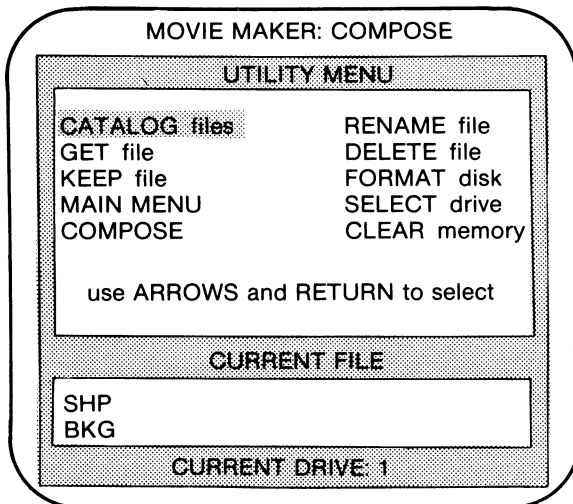 MOVIE MAKER: COMPOSE
UTILITY MENU
CATALOG files RENAME file
GET file DELETE file
KEEP file FORMAT disk
MAIN MENU SELECT drive
COMPOSE CLEAR memory
use ARROWS and RETURN to select
CURRENT FILE
SHP
BKG
CURRENT DRIVE: 1